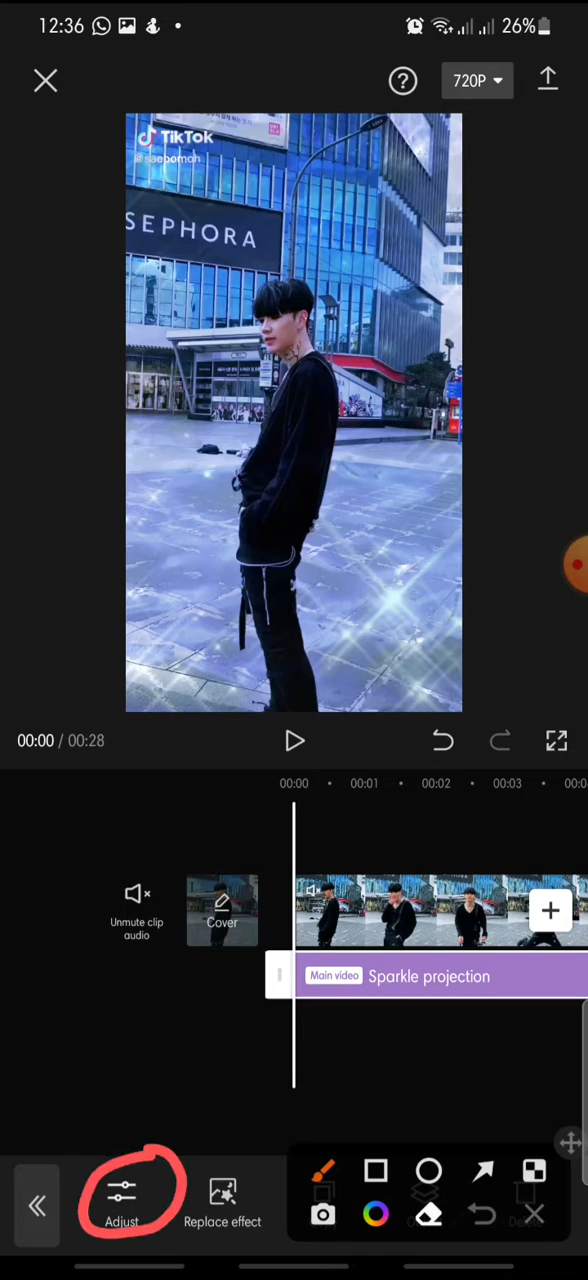 12:36
26%
720P
TikTok
@saebomoh
SEPHORA
00:00 / 00:28
00:00 00:01 00:02 00:03
Unmute clip
audio
Cover
Main video Sparkle projection
Adjust
Replace effect